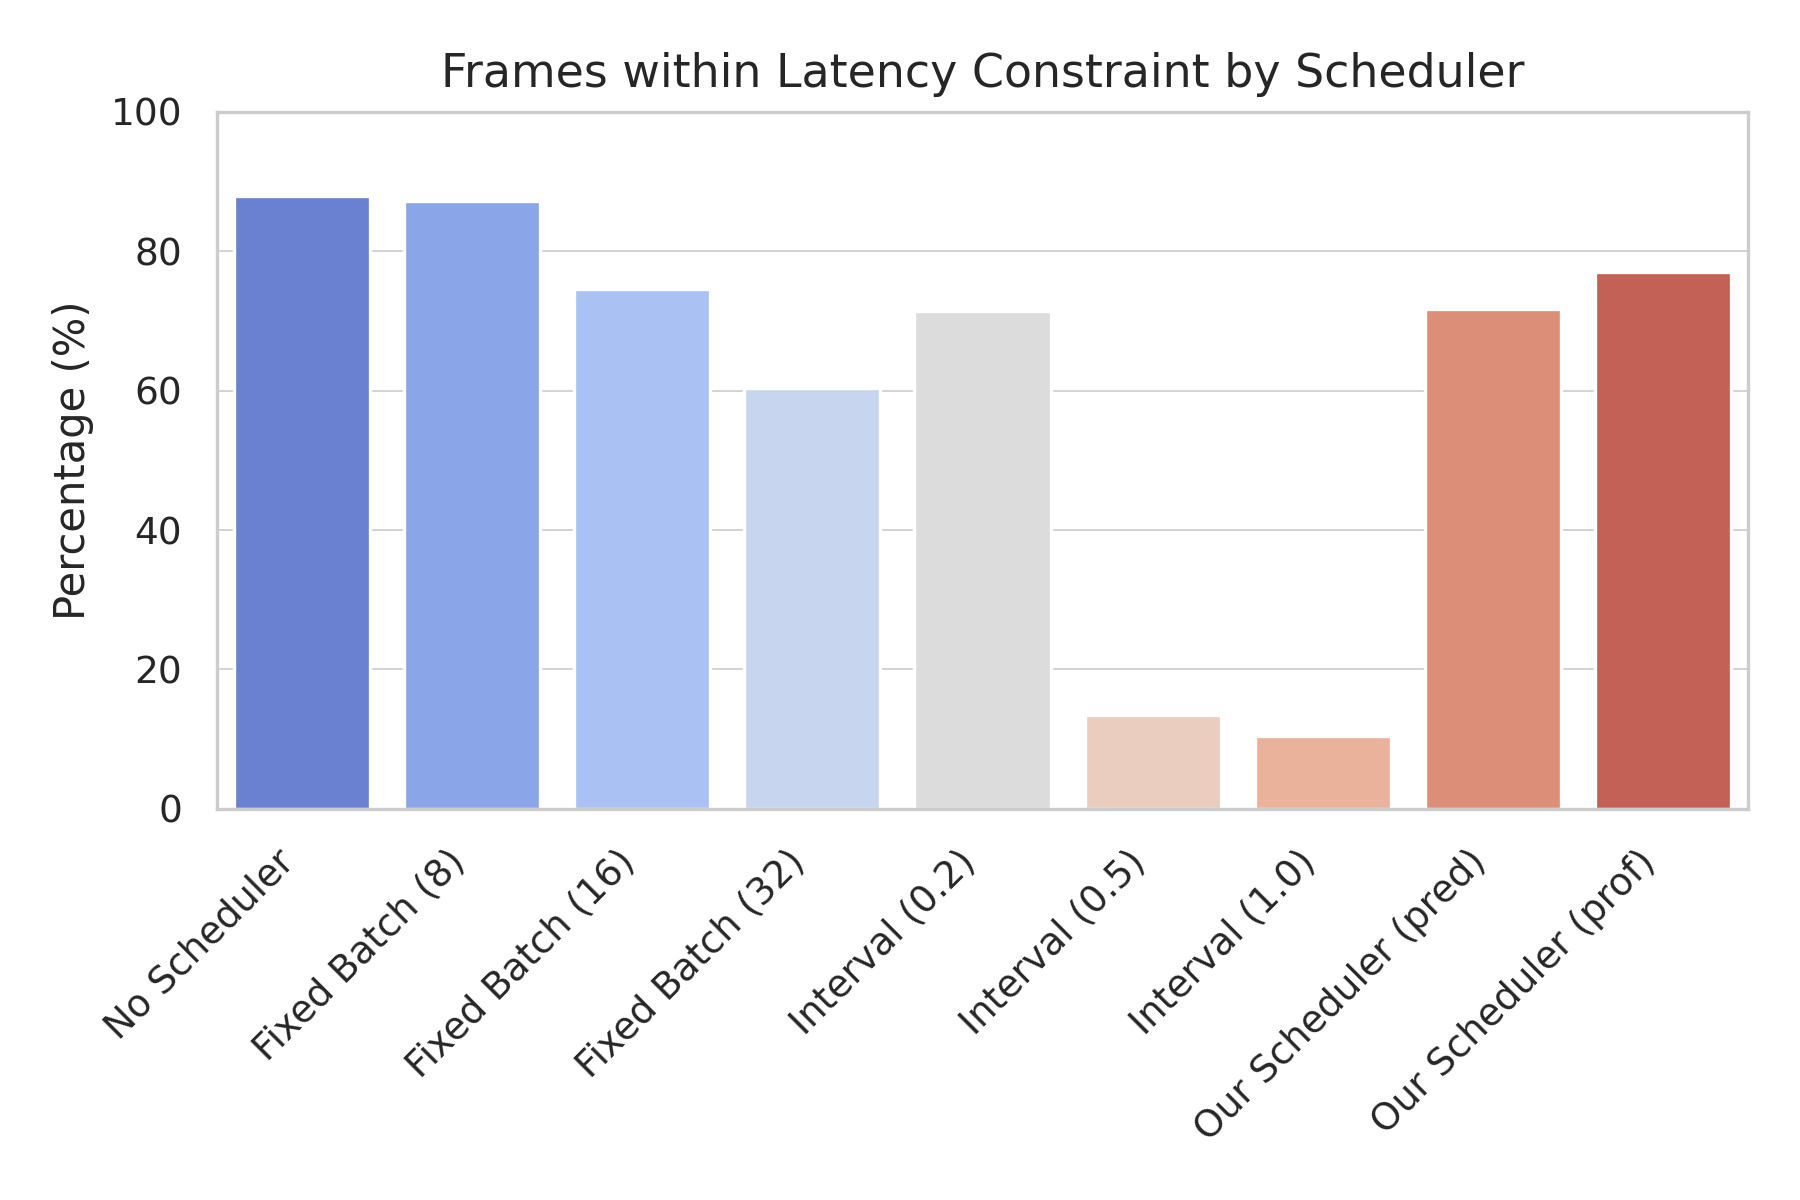 Frames within Latency Constraint by Scheduler
Percentage (%)
100
80
60
40
20
0
No Scheduler
Fixed Batch (8)
Fixed Batch (16)
Fixed Batch (32)
Interval (0.2)
Interval (0.5)
Interval (1.0)
Our Scheduler (pred)
Our Scheduler (prof)